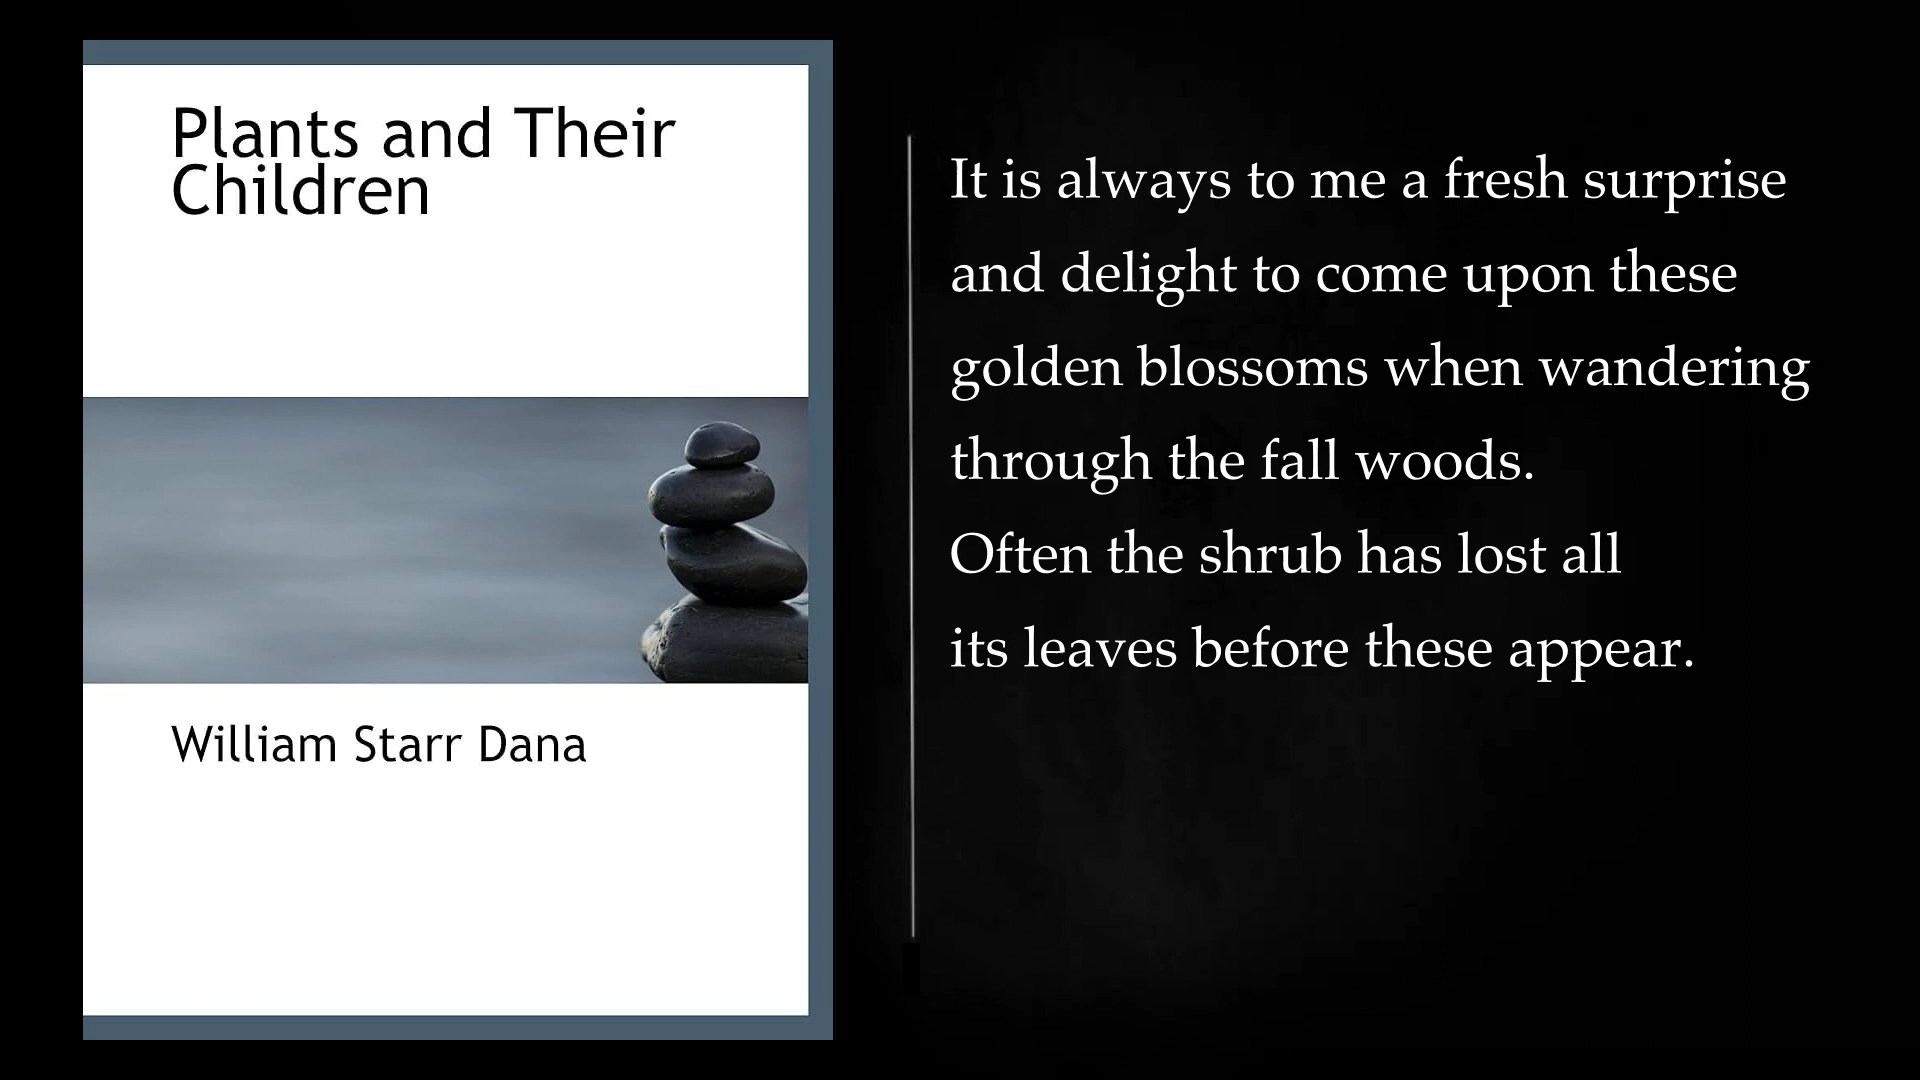 Plants and Their
Children
William Starr Dana
It is always to me a fresh surprise
and delight to come upon these
golden blossoms when wandering
through the fall woods.
Often the shrub has lost all
its leaves before these appear.